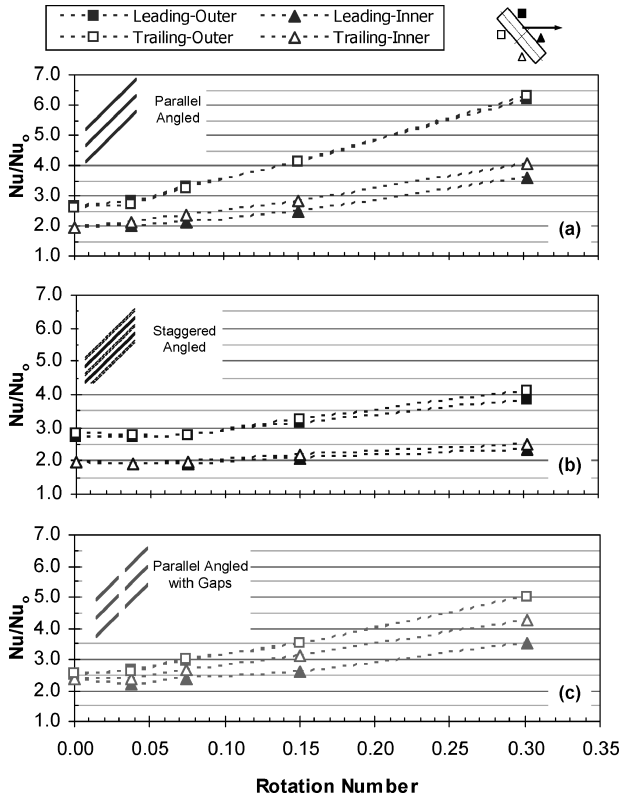 Leading-Outer Leading-Inner
Trailing-Outer Trailing-Inner
7.0
6.0
5.0
4.0
3.0
2.0
1.0
Nu/Nuo
Parallel
Angled
(a)
7.0
6.0
5.0
4.0
3.0
2.0
1.0
Nu/Nuo
Staggered
Angled
(b)
7.0
6.0
5.0
4.0
3.0
2.0
1.0
Nu/Nuo
Parallel Angled
with Gaps
(c)
0.00 0.05 0.10 0.15 0.20 0.25 0.30 0.35
Rotation Number